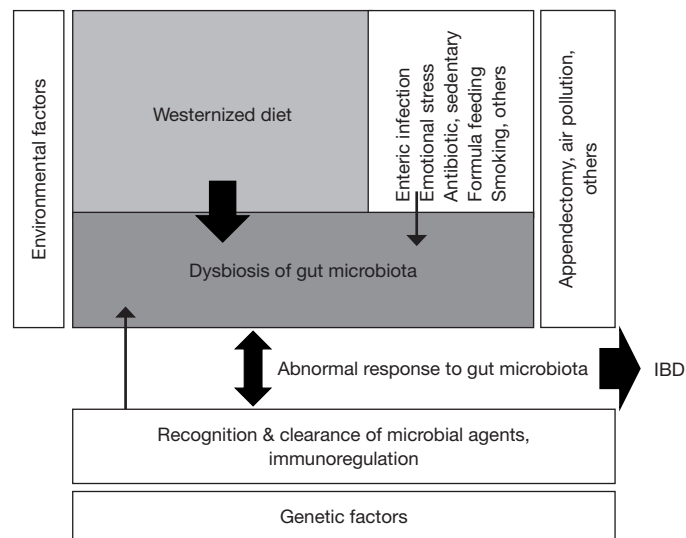 Environmental factors
Westernized diet
Enteric infection
Emotional stress
Antibiotic, sedentary
Formula feeding
Smoking, others
Appendectomy, air pollution,
others
Dysbiosis of gut microbiota
Abnormal response to gut microbiota
IBD
Recognition & clearance of microbial agents,
immunoregulation
Genetic factors